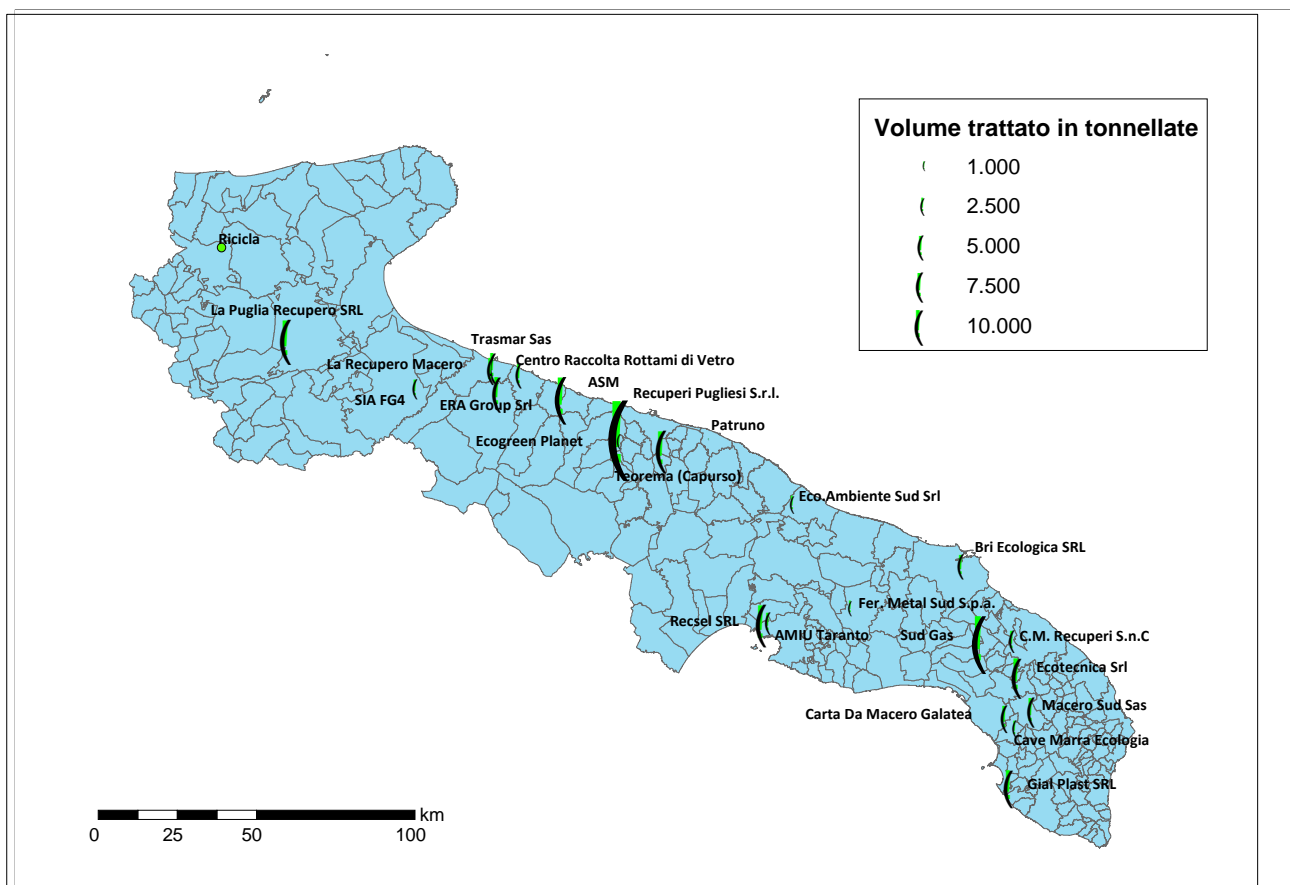 Volume trattato in tonnellate
1.000
2.500
5.000
7.500
10.000
Ricicla
La Puglia Recupero SRL
Trasmar Sas
Centro Raccolta Rottami di Vetro
La Recupero Macero
ASM
Recuperi Pugliesi S.r.l.
SIA FG4
ERA Group Srl
Patruno
Ecogreen Planet
Teorema (Capurso)
Eco.Ambiente Sud Srl
Bri Ecologica SRL
Fer. Metal Sud S.p.a.
Recsel SRL
AMIU Taranto
Sud Gas
C.M. Recuperi S.n.C
Ecotecnica Srl
Macero Sud Sas
Carta Da Macero Galatea
Cave Marra Ecologia
Gial Plast SRL
km
0 25 50 100